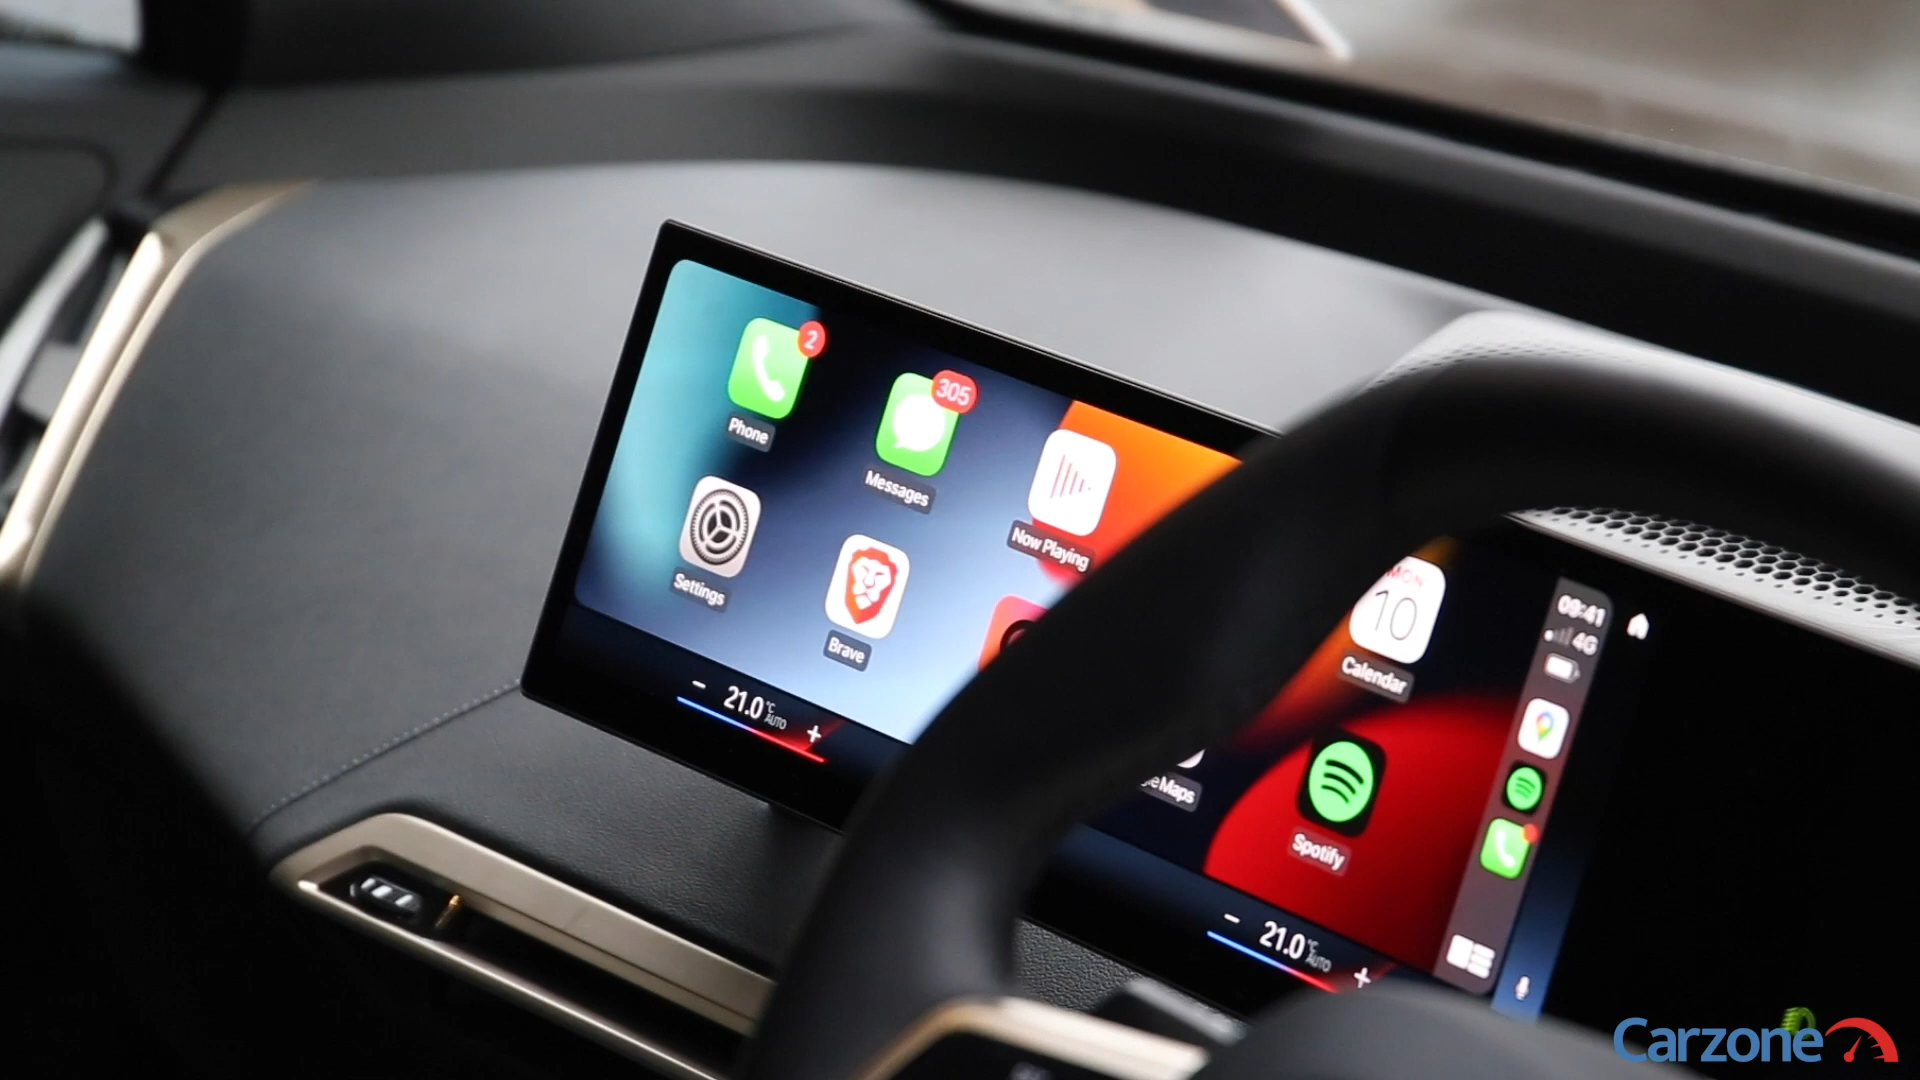 2
305
Phone
Messages
Now Playing
Settings
Brave
MON
10
Calendar
Maps
Spotify
09:41
4G
− 21.0 °C AUTO +
− 21.0 °C AUTO +
Carzone